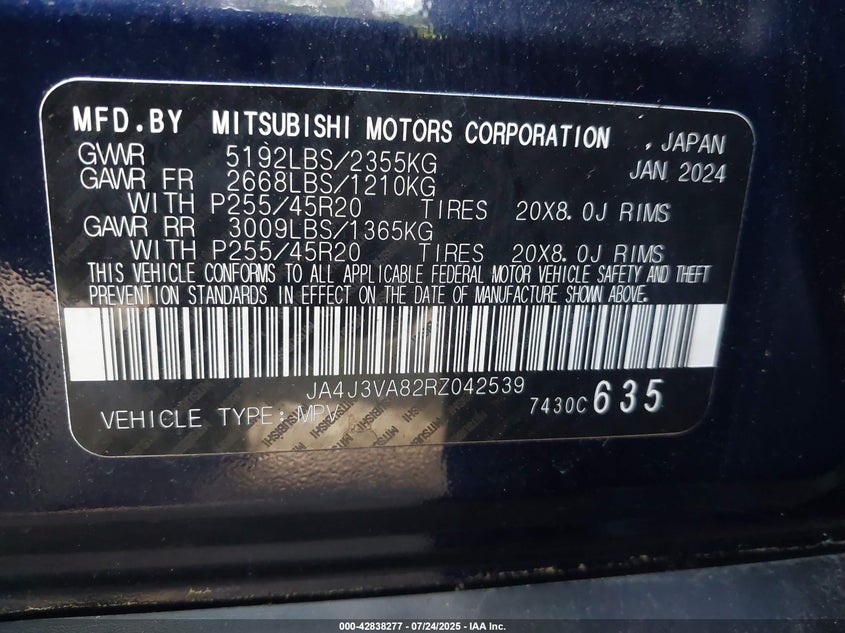 MFD.BY MITSUBISHI MOTORS CORPORATION , JAPAN
GVWR 5192LBS/2355KG JAN 2024
GAWR FR 2668LBS/1210KG
WITH P255/45R20 TIRES 20X8.0J RIMS
GAWR RR 3009LBS/1365KG
WITH P255/45R20 TIRES 20X8.0J RIMS
THIS VEHICLE CONFORMS TO ALL APPLICABLE FEDERAL MOTOR VEHICLE SAFETY AND THEFT
PREVENTION STANDARDS IN EFFECT ON THE DATE OF MANUFACTURE SHOWN ABOVE.
JA4J3VA82RZ042539
VEHICLE TYPE:MPV 7430C 635
000-42838277 - 07/24/2025 - IAA Inc.